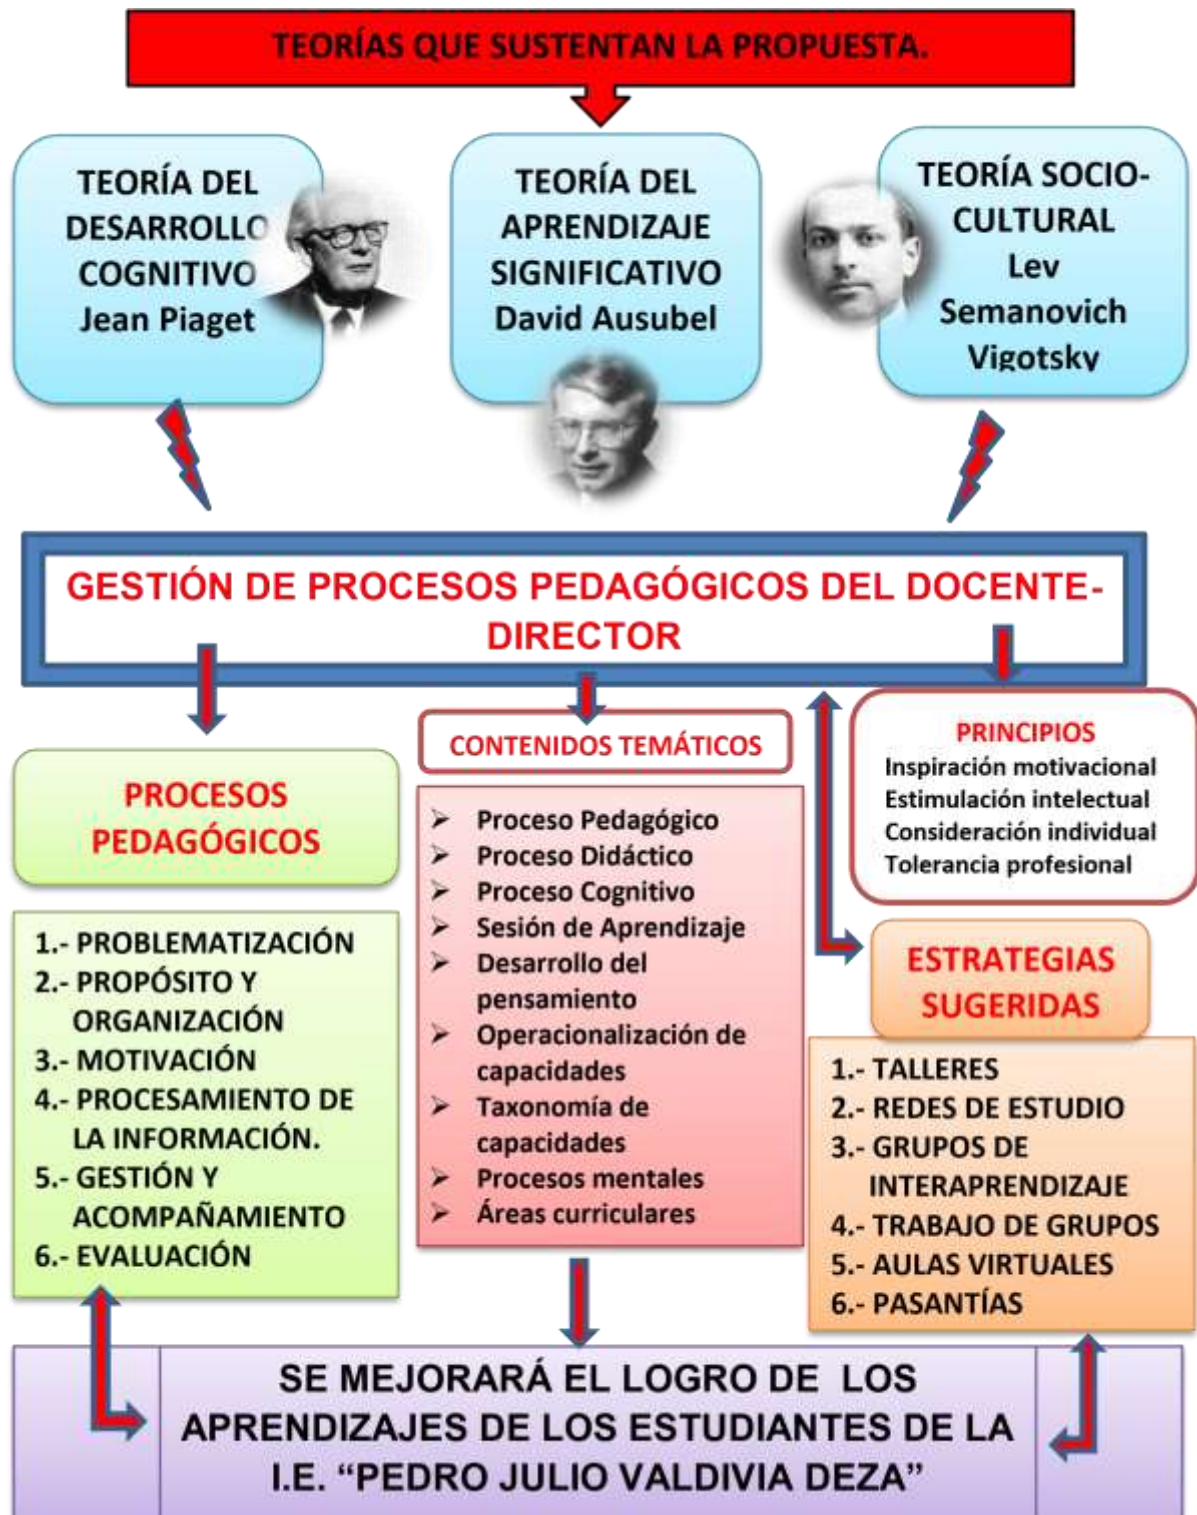 TEORÍAS QUE SUSTENTAN LA PROPUESTA.
TEORÍA DEL
DESARROLLO
COGNITIVO
Jean Piaget
TEORÍA DEL
APRENDIZAJE
SIGNIFICATIVO
David Ausubel
TEORÍA SOCIO-
CULTURAL
Lev
Semanovich
Vigotsky
GESTIÓN DE PROCESOS PEDAGÓGICOS DEL DOCENTE-
DIRECTOR
PROCESOS
PEDAGÓGICOS
1.- PROBLEMATIZACIÓN
2.- PROPÓSITO Y
ORGANIZACIÓN
3.- MOTIVACIÓN
4.- PROCESAMIENTO DE
LA INFORMACIÓN.
5.- GESTIÓN Y
ACOMPAÑAMIENTO
6.- EVALUACIÓN
CONTENIDOS TEMÁTICOS
➢ Proceso Pedagógico
➢ Proceso Didáctico
➢ Proceso Cognitivo
➢ Sesión de Aprendizaje
➢ Desarrollo del
pensamiento
➢ Operacionalización de
capacidades
➢ Taxonomía de
capacidades
➢ Procesos mentales
➢ Áreas curriculares
PRINCIPIOS
Inspiración motivacional
Estimulación intelectual
Consideración individual
Tolerancia profesional
ESTRATEGIAS
SUGERIDAS
1.- TALLERES
2.- REDES DE ESTUDIO
3.- GRUPOS DE
INTERAPRENDIZAJE
4.- TRABAJO DE GRUPOS
5.- AULAS VIRTUALES
6.- PASANTÍAS
SE MEJORARÁ EL LOGRO DE LOS
APRENDIZAJES DE LOS ESTUDIANTES DE LA
I.E. “PEDRO JULIO VALDIVIA DEZA”